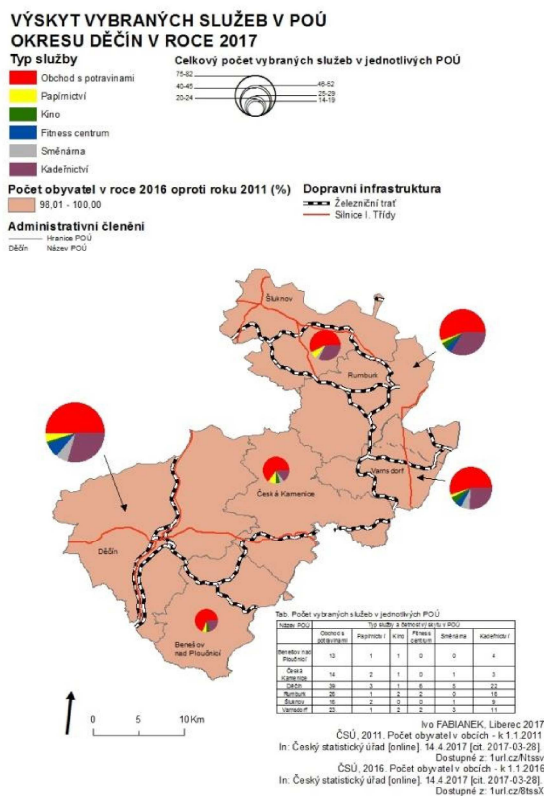 VÝSKYT VYBRANÝCH SLUŽEB V POÚ
OKRESU DĚČÍN V ROCE 2017
Typ služby
Obchod s potravinami
Papírnictví
Kino
Fitness centrum
Směnárna
Kadeřnictví
Celkový počet vybraných služeb v jednotlivých POÚ
75-82
40-45
20-24
46-52
25-29
14-19
Počet obyvatel v roce 2016 oproti roku 2011 (%)
98,01 - 100,00
Dopravní infrastruktura
Železniční trať
Silnice I. Třídy
Administrativní členění
Hranice POÚ
Děčín Název POÚ
Šluknov
Rumburk
Varnsdorf
Česká Kamenice
Děčín
Benešov
nad Ploučnicí
0 5 10 Km
Tab. Počet vybraných služeb v jednotlivých POÚ
Název POÚ Typ služby a četnost výskytu v POÚ
Obchod s potravinami Papírnictví Kino Fitness centrum Směnárna Kadeřnictví
Benešov nad Ploučnicí 13 1 1 0 0 4
Česká Kamenice 14 2 1 0 1 3
Děčín 39 3 1 6 5 22
Rumburk 26 1 2 2 0 16
Šluknov 16 2 0 0 1 9
Varnsdorf 23 1 2 2 3 11
Ivo FABIANEK, Liberec 2017
ČSÚ, 2011. Počet obyvatel v obcích - k 1.1.2011
In: Český statistický úřad [online]. 14.4.2017 [cit. 2017-03-28].
Dostupné z: 1url.cz/Ntssv
ČSÚ, 2016. Počet obyvatel v obcích - k 1.1.2016
In: Český statistický úřad [online]. 14.4.2017 [cit. 2017-03-28].
Dostupné z: 1url.cz/8tssX